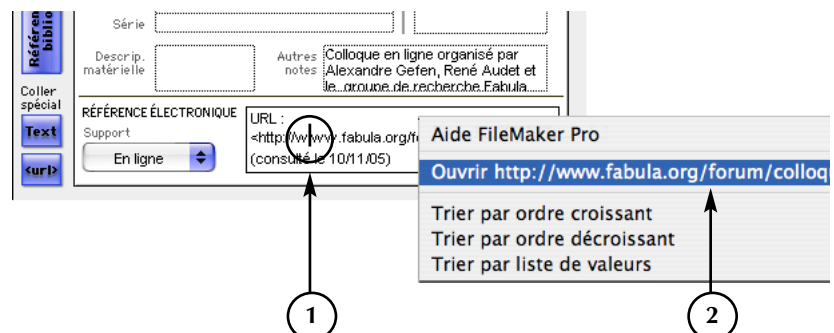 Référen
biblio
Série
Descrip.
matérielle
Autres
notes
Colloque en ligne organisé par
Alexandre Gefen, René Audet et
le groupe de recherche Fabula
Coller
spécial
Text
<url>
RÉFÉRENCE ÉLECTRONIQUE
Support
En ligne
URL :
<http://www.fabula.org/f
(consulté le 10/11/05)
Aide FileMaker Pro
Ouvrir http://www.fabula.org/forum/colloqu
Trier par ordre croissant
Trier par ordre décroissant
Trier par liste de valeurs
1
2